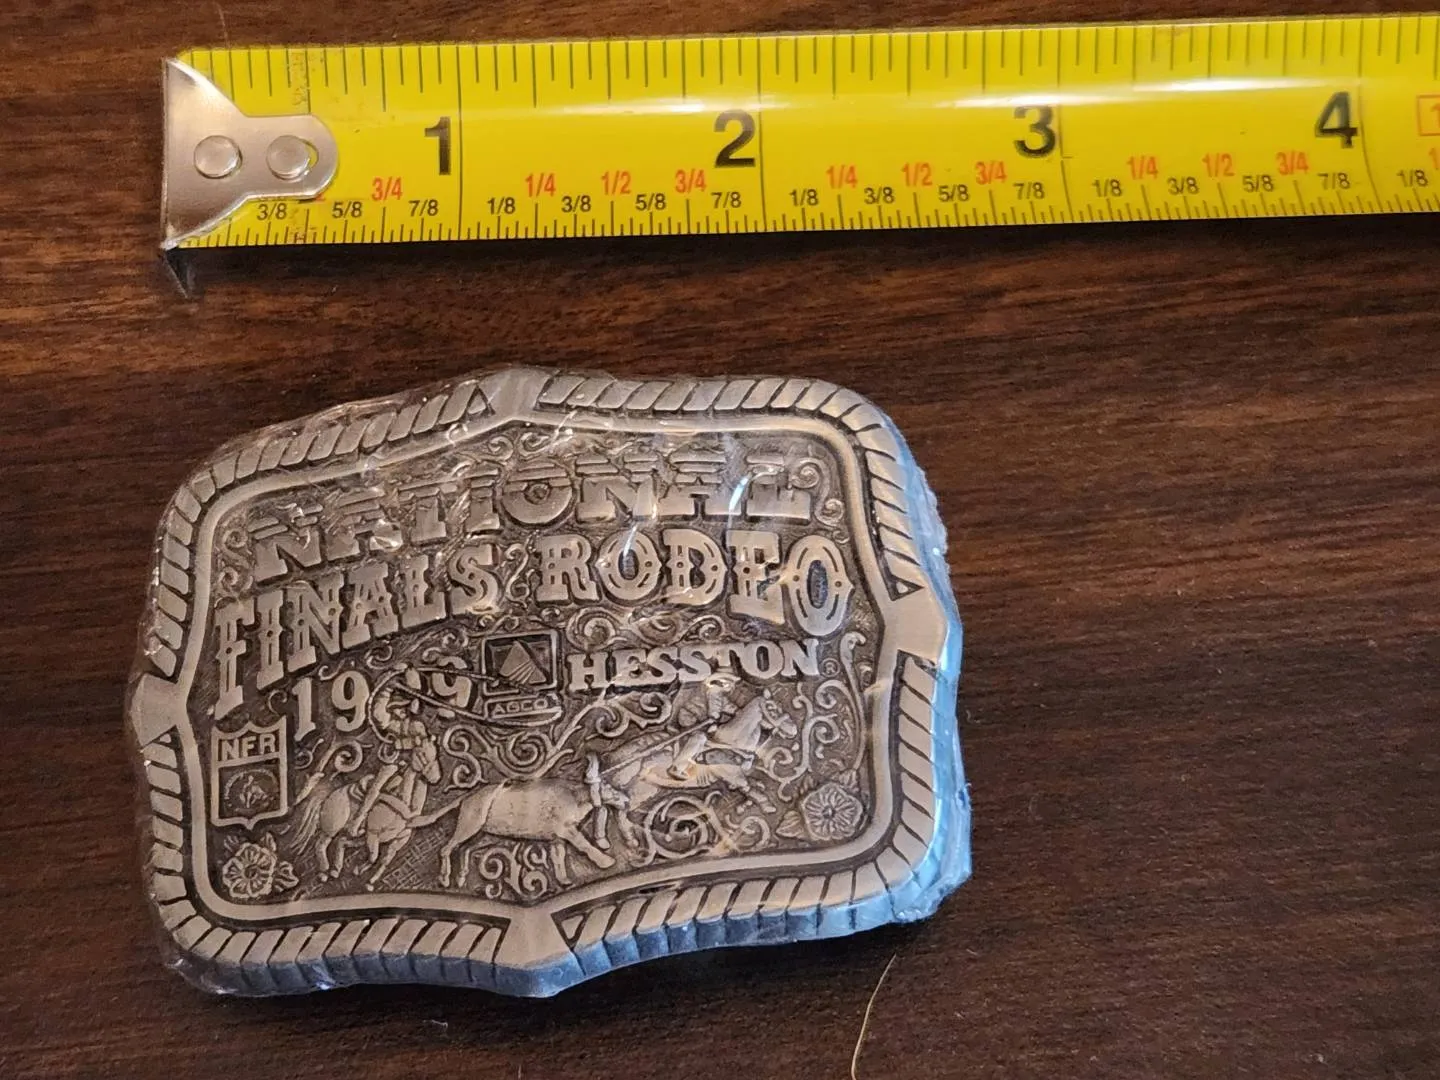 1 2 3 4 1
1/4 1/2 3/4 1/4 1/2 3/4 1/4 1/2 3/4
3/4
3/8 5/8 7/8 1/8 3/8 5/8 7/8 1/8 3/8 5/8 7/8 1/8 3/8 5/8 7/8 1/8
NATIONAL
FINALS RODEO
HESSTON®
AGCO
NFR